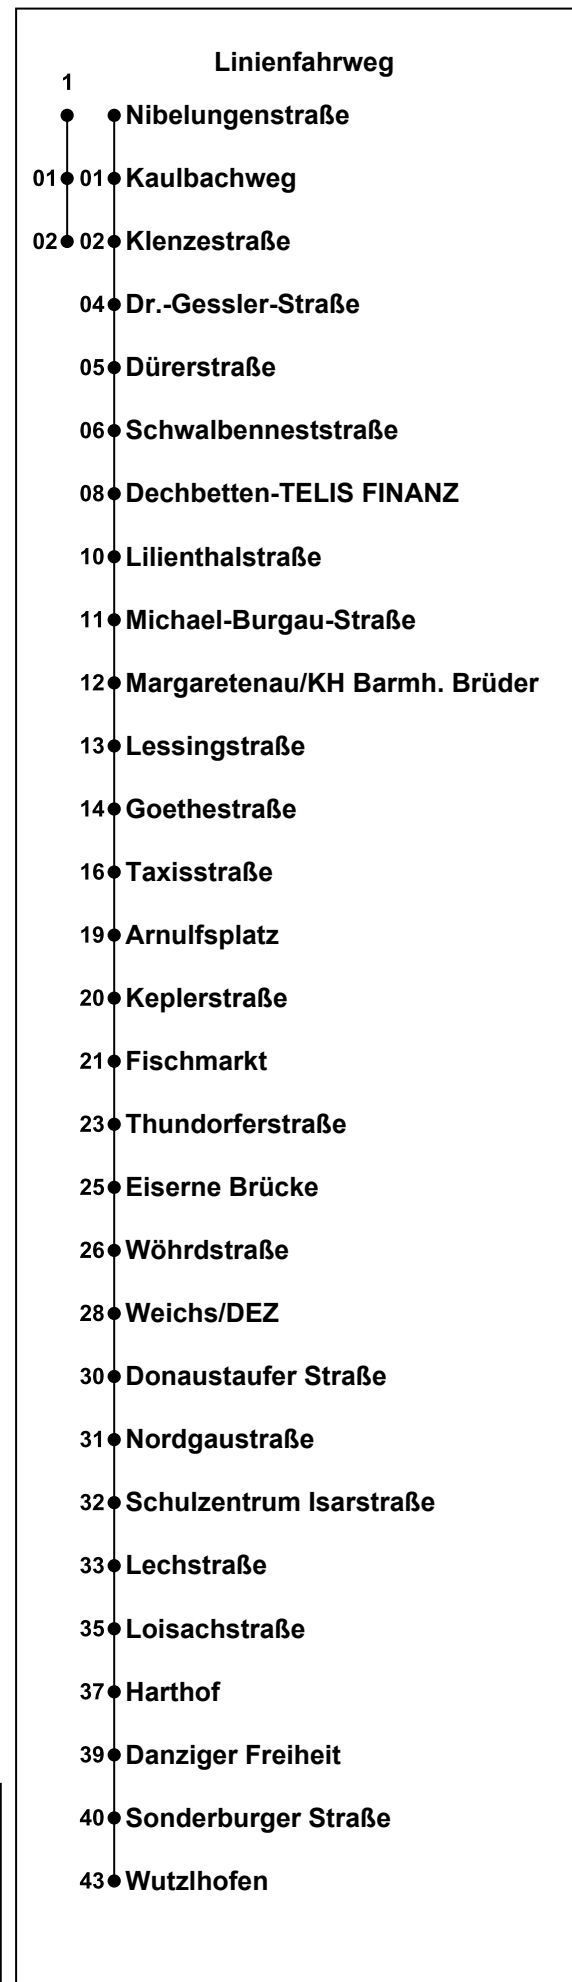 Linienfahrweg
1
Nibelungenstraße
01 01 Kaulbachweg
02 02 Klenzestraße
04 Dr.-Gessler-Straße
05 Dürerstraße
06 Schwalbenneststraße
08 Dechbetten-TELIS FINANZ
10 Lilienthalstraße
11 Michael-Burgau-Straße
12 Margaretenau/KH Barmh. Brüder
13 Lessingstraße
14 Goethestraße
16 Taxisstraße
19 Arnulfsplatz
20 Keplerstraße
21 Fischmarkt
23 Thundorferstraße
25 Eiserne Brücke
26 Wöhrdstraße
28 Weichs/DEZ
30 Donaustaufer Straße
31 Nordgaustraße
32 Schulzentrum Isarstraße
33 Lechstraße
35 Loisachstraße
37 Harthof
39 Danziger Freiheit
40 Sonderburger Straße
43 Wutzlhofen